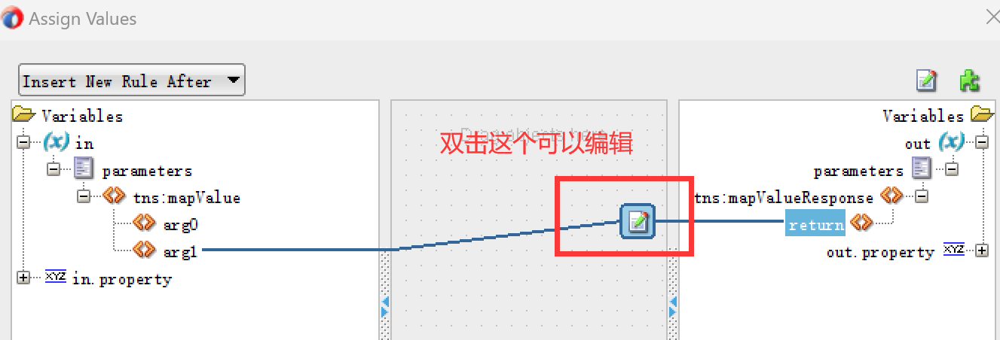 Assign Values
Insert New Rule After
Variables
in
parameters
tns:mapValue
arg0
arg1
XYZ in.property
双击这个可以编辑
Variables
out
parameters
tns:mapValueResponse
return
out.property XYZ